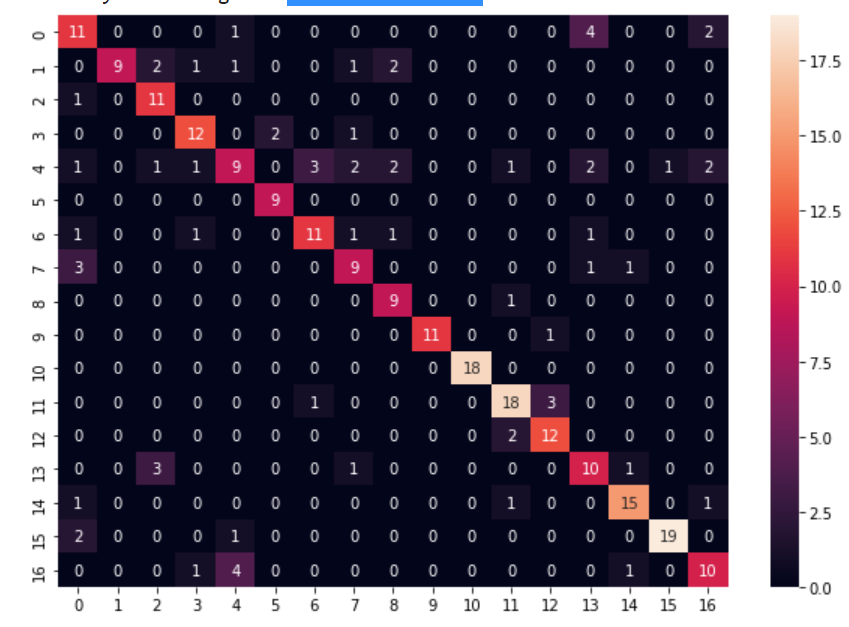 0 11 0 0 0 1 0 0 0 0 0 0 0 0 4 0 0 2
1 0 9 2 1 1 0 0 1 2 0 0 0 0 0 0 0 0
2 1 0 11 0 0 0 0 0 0 0 0 0 0 0 0 0 0
3 0 0 0 12 0 2 0 1 0 0 0 0 0 0 0 0 0
4 1 0 1 1 9 0 3 2 2 0 0 1 0 2 0 1 2
5 0 0 0 0 0 9 0 0 0 0 0 0 0 0 0 0 0
6 1 0 0 1 0 0 11 1 1 0 0 0 0 1 0 0 0
7 3 0 0 0 0 0 0 9 0 0 0 0 0 1 1 0 0
8 0 0 0 0 0 0 0 0 9 0 0 1 0 0 0 0 0
9 0 0 0 0 0 0 0 0 0 11 0 0 1 0 0 0 0
10 0 0 0 0 0 0 0 0 0 0 18 0 0 0 0 0 0
11 0 0 0 0 0 0 1 0 0 0 0 18 3 0 0 0 0
12 0 0 0 0 0 0 0 0 0 0 0 2 12 0 0 0 0
13 0 0 3 0 0 0 0 1 0 0 0 0 0 10 1 0 0
14 1 0 0 0 0 0 0 0 0 0 0 1 0 0 15 0 1
15 2 0 0 0 1 0 0 0 0 0 0 0 0 0 0 19 0
16 0 0 0 1 4 0 0 0 0 0 0 0 0 0 1 0 10
0 1 2 3 4 5 6 7 8 9 10 11 12 13 14 15 16
17.5
15.0
12.5
10.0
7.5
5.0
2.5
0.0